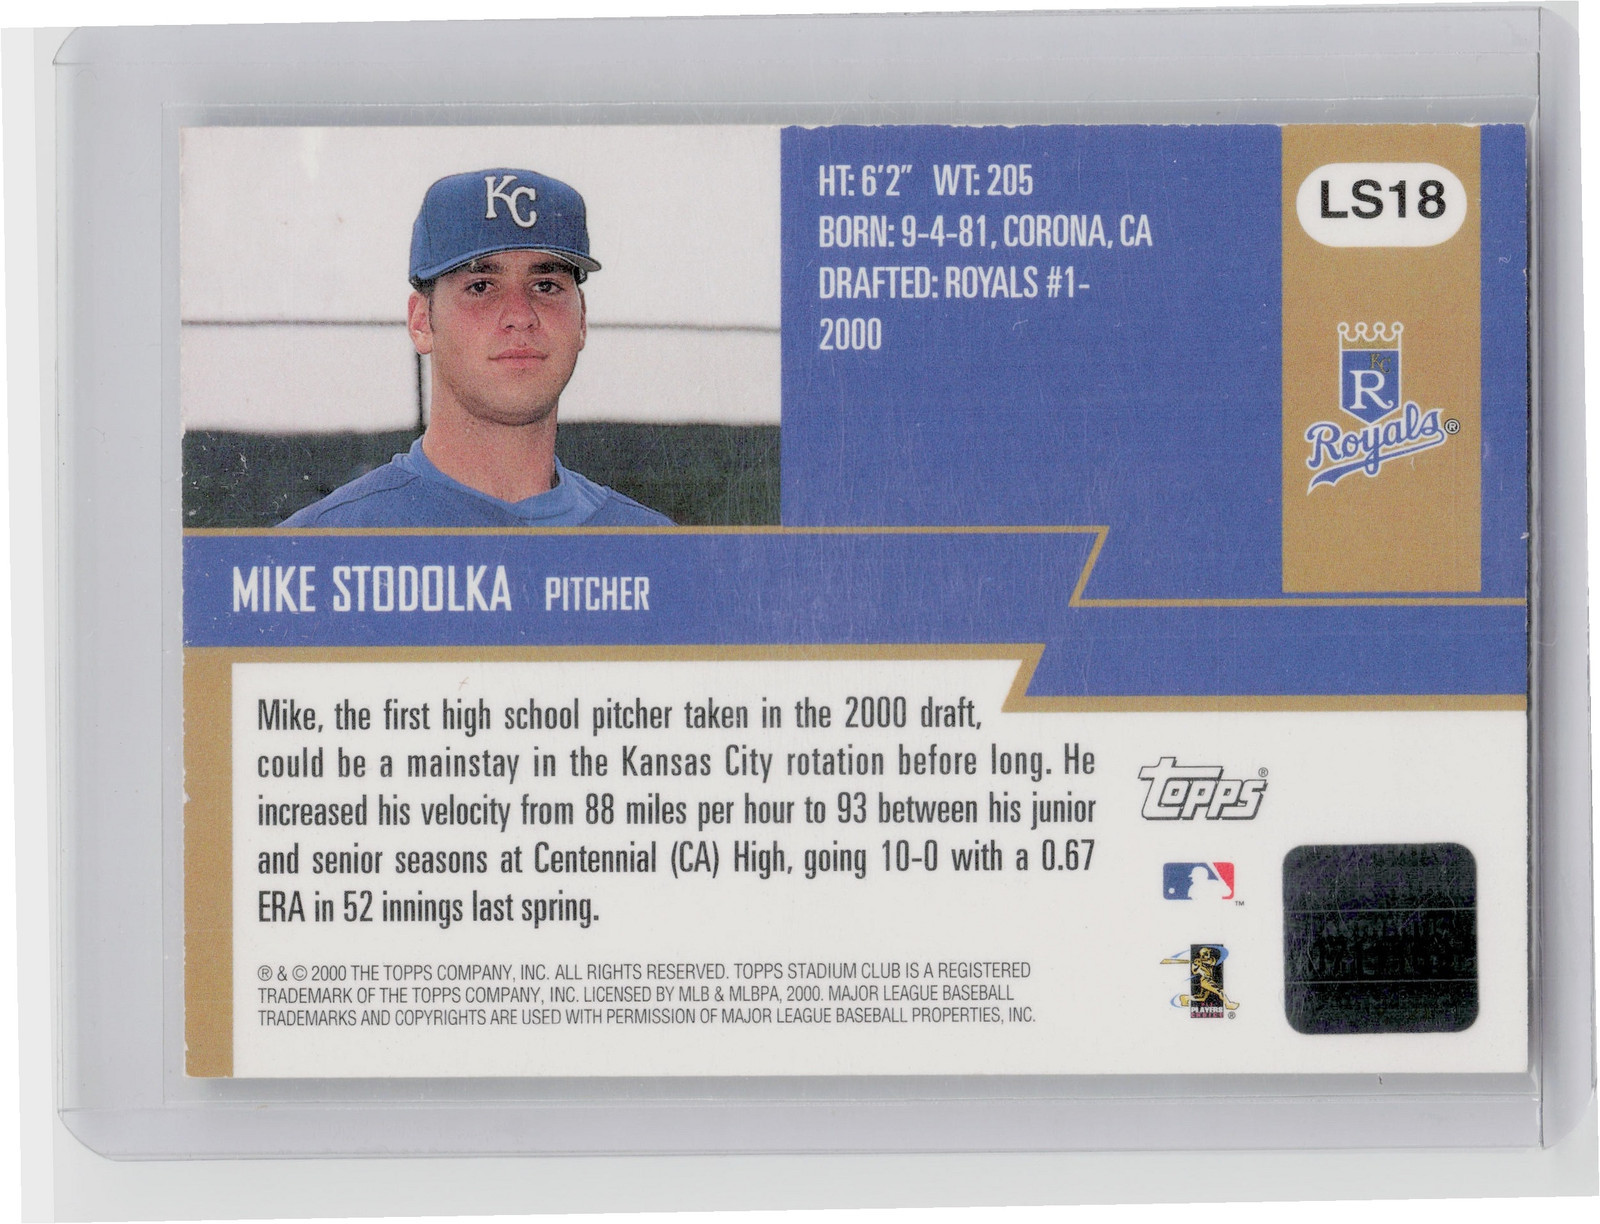 KC
HT: 6'2" WT: 205
BORN: 9-4-81, CORONA, CA
DRAFTED: ROYALS #1-
2000
LS18
KC
R
Royals®
MIKE STODOLKA PITCHER
Mike, the first high school pitcher taken in the 2000 draft,
could be a mainstay in the Kansas City rotation before long. He
increased his velocity from 88 miles per hour to 93 between his junior
and senior seasons at Centennial (CA) High, going 10-0 with a 0.67
ERA in 52 innings last spring.
® & © 2000 THE TOPPS COMPANY, INC. ALL RIGHTS RESERVED. TOPPS STADIUM CLUB IS A REGISTERED
TRADEMARK OF THE TOPPS COMPANY, INC. LICENSED BY MLB & MLBPA, 2000. MAJOR LEAGUE BASEBALL
TRADEMARKS AND COPYRIGHTS ARE USED WITH PERMISSION OF MAJOR LEAGUE BASEBALL PROPERTIES, INC.
Topps®
TM
PLAYERS
CHOICE ®